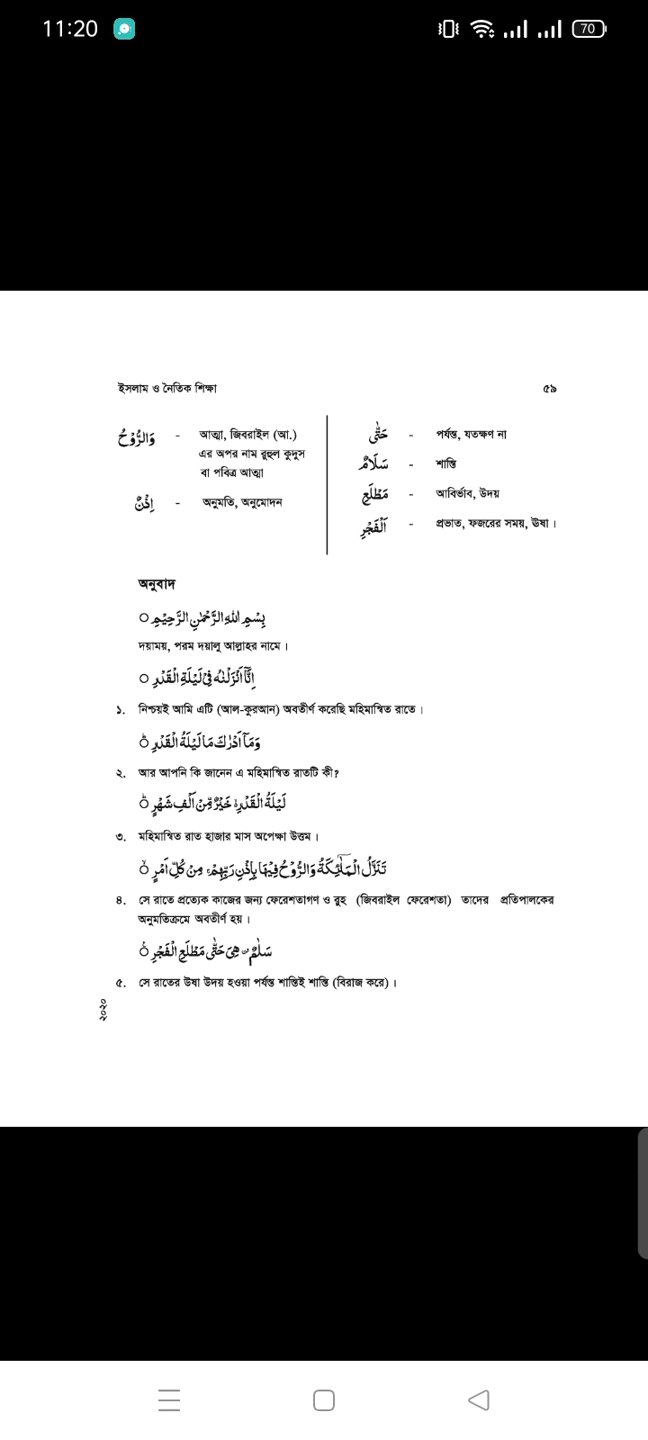 11:20
70
ইসলাম ও নৈতিক শিক্ষা ৫৯
وَالرُّوْحُ - আত্মা, জিবরাইল (আ.)
এর অপর নাম রুহুল কুদুস
বা পবিত্র আত্মা
اِذْنٌ - অনুমতি, অনুমোদন
حَتّٰى - পর্যন্ত, যতক্ষণ না
سَلَامٌ - শান্তি
مَطْلَعِ - আবির্ভাব, উদয়
اَلْفَجْرِ - প্রভাত, ফজরের সময়, ঊষা।
অনুবাদ
بِسْمِ اللهِ الرَّحْمٰنِ الرَّحِيْمِ ○
দয়াময়, পরম দয়ালু আল্লাহর নামে।
اِنَّآ اَنْزَلْنٰهُ فِيْ لَيْلَةِ الْقَدْرِ ○
১. নিশ্চয়ই আমি এটি (আল-কুরআন) অবতীর্ণ করেছি মহিমান্বিত রাতে।
وَمَآ اَدْرٰكَ مَا لَيْلَةُ الْقَدْرِ ○ؕ
২. আর আপনি কি জানেন এ মহিমান্বিত রাতটি কী?
لَيْلَةُ الْقَدْرِ ۙ خَيْرٌ مِّنْ اَلْفِ شَهْرٍ ○ؕ
৩. মহিমান্বিত রাত হাজার মাস অপেক্ষা উত্তম।
تَنَزَّلُ الْمَلٰٓئِكَةُ وَالرُّوْحُ فِيْهَا بِاِذْنِ رَبِّهِمْ ۚ مِنْ كُلِّ اَمْرٍ ○ۙ
৪. সে রাতে প্রত্যেক কাজের জন্য ফেরেশতাগণ ও রুহ (জিবরাইল ফেরেশতা) তাদের প্রতিপালকের
অনুমতিক্রমে অবতীর্ণ হয়।
سَلٰمٌ ۛ هِيَ حَتّٰى مَطْلَعِ الْفَجْرِ ○
৫. সে রাতের উষা উদয় হওয়া পর্যন্ত শান্তিই শান্তি (বিরাজ করে)।
২০২০